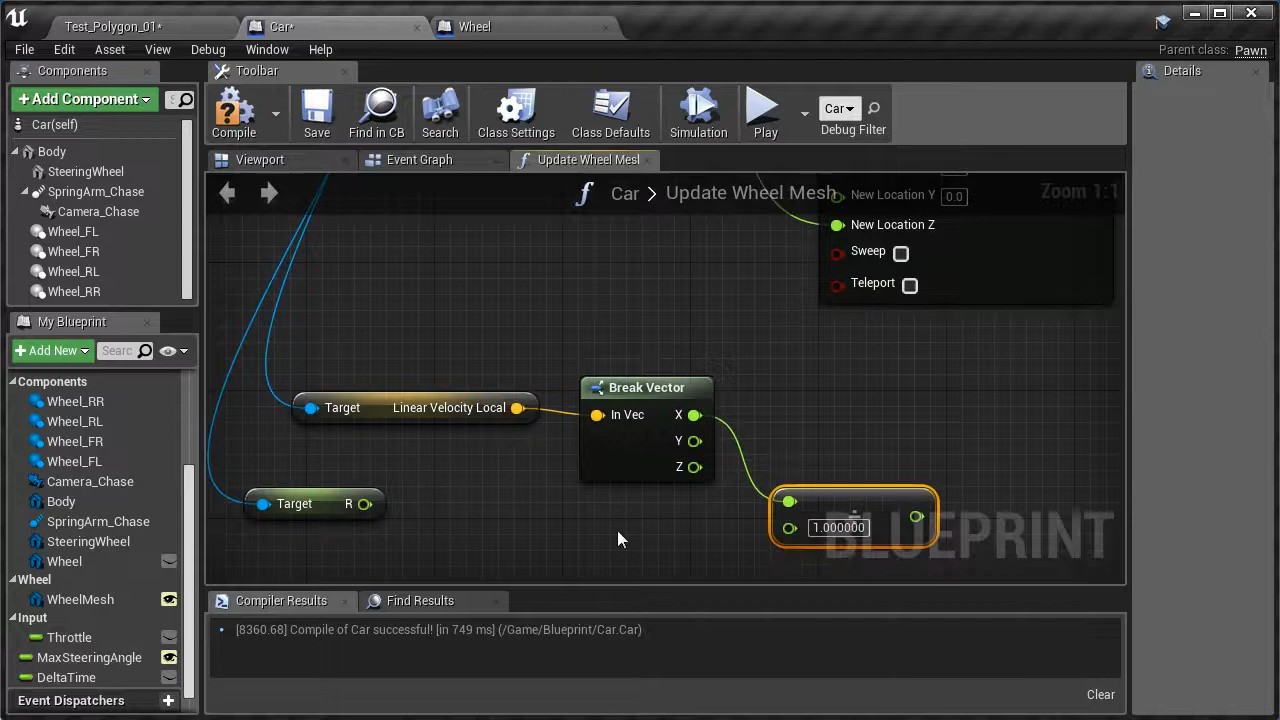 Test_Polygon_01*
Car*
Wheel
File
Edit
Asset
View
Debug
Window
Help
Parent class:
Pawn
Components
Toolbar
Details
Add Component
Car(self)
Body
SteeringWheel
SpringArm_Chase
Camera_Chase
Wheel_FL
Wheel_FR
Wheel_RL
Wheel_RR
Compile
Save
Find in CB
Search
Class Settings
Class Defaults
Simulation
Play
Car
Debug Filter
Viewport
Event Graph
Update Wheel Mesl
Car > Update Wheel Mesh
Zoom 1:1
New Location Y
0.0
New Location Z
Sweep
Teleport
Target
Linear Velocity Local
Break Vector
In Vec
X
Y
Z
Target
R
÷
1.000000
BLUEPRINT
My Blueprint
Add New
Searc
Components
Wheel_RR
Wheel_RL
Wheel_FR
Wheel_FL
Camera_Chase
Body
SpringArm_Chase
SteeringWheel
Wheel
Wheel
WheelMesh
Input
Throttle
MaxSteeringAngle
DeltaTime
Event Dispatchers
Compiler Results
Find Results
[8360.68] Compile of Car successful! [in 749 ms] (/Game/Blueprint/Car.Car)
Clear